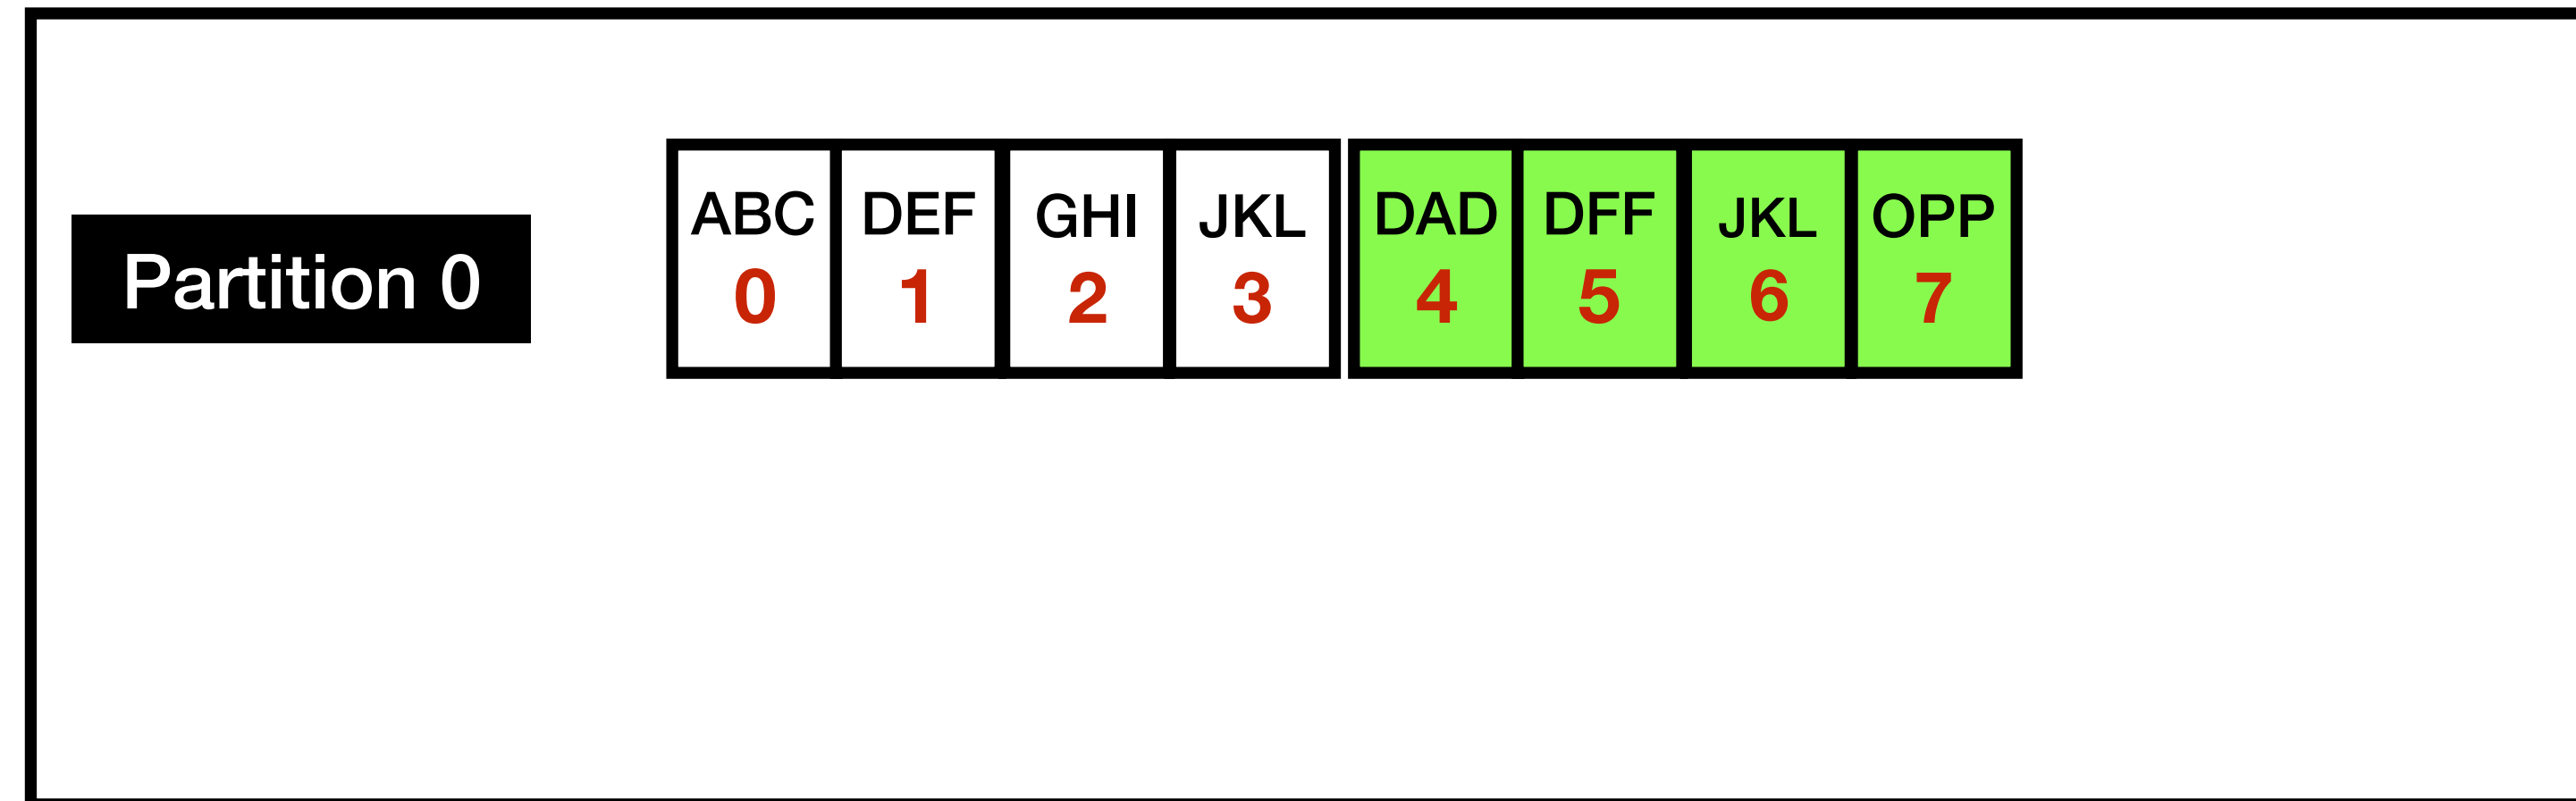 Partition 0
ABC DEF GHI JKL DAD DFF JKL OPP
0 1 2 3 4 5 6 7